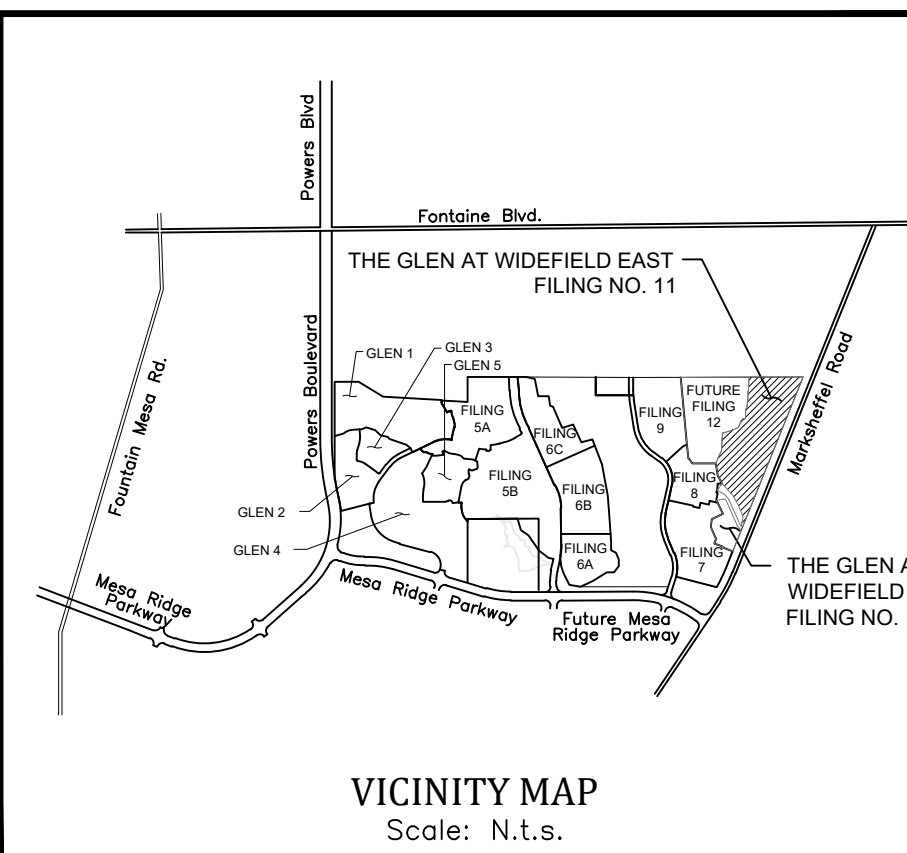 Powers Blvd
Fontaine Blvd.
THE GLEN AT WIDEFIELD EAST
FILING NO. 11
Fountain Mesa Rd.
Powers Boulevard
Marksheffel Road
GLEN 1
GLEN 3
GLEN 5
FILING
5A
FILING
6C
FILING
9
FUTURE
FILING
12
GLEN 2
GLEN 4
FILING
5B
FILING
6B
FILING
8
FILING
6A
FILING
7
THE GLEN A
WIDEFIELD
FILING NO.
Mesa Ridge
Parkway
Mesa Ridge Parkway
Future Mesa
Ridge Parkway
VICINITY MAP
Scale: N.t.s.